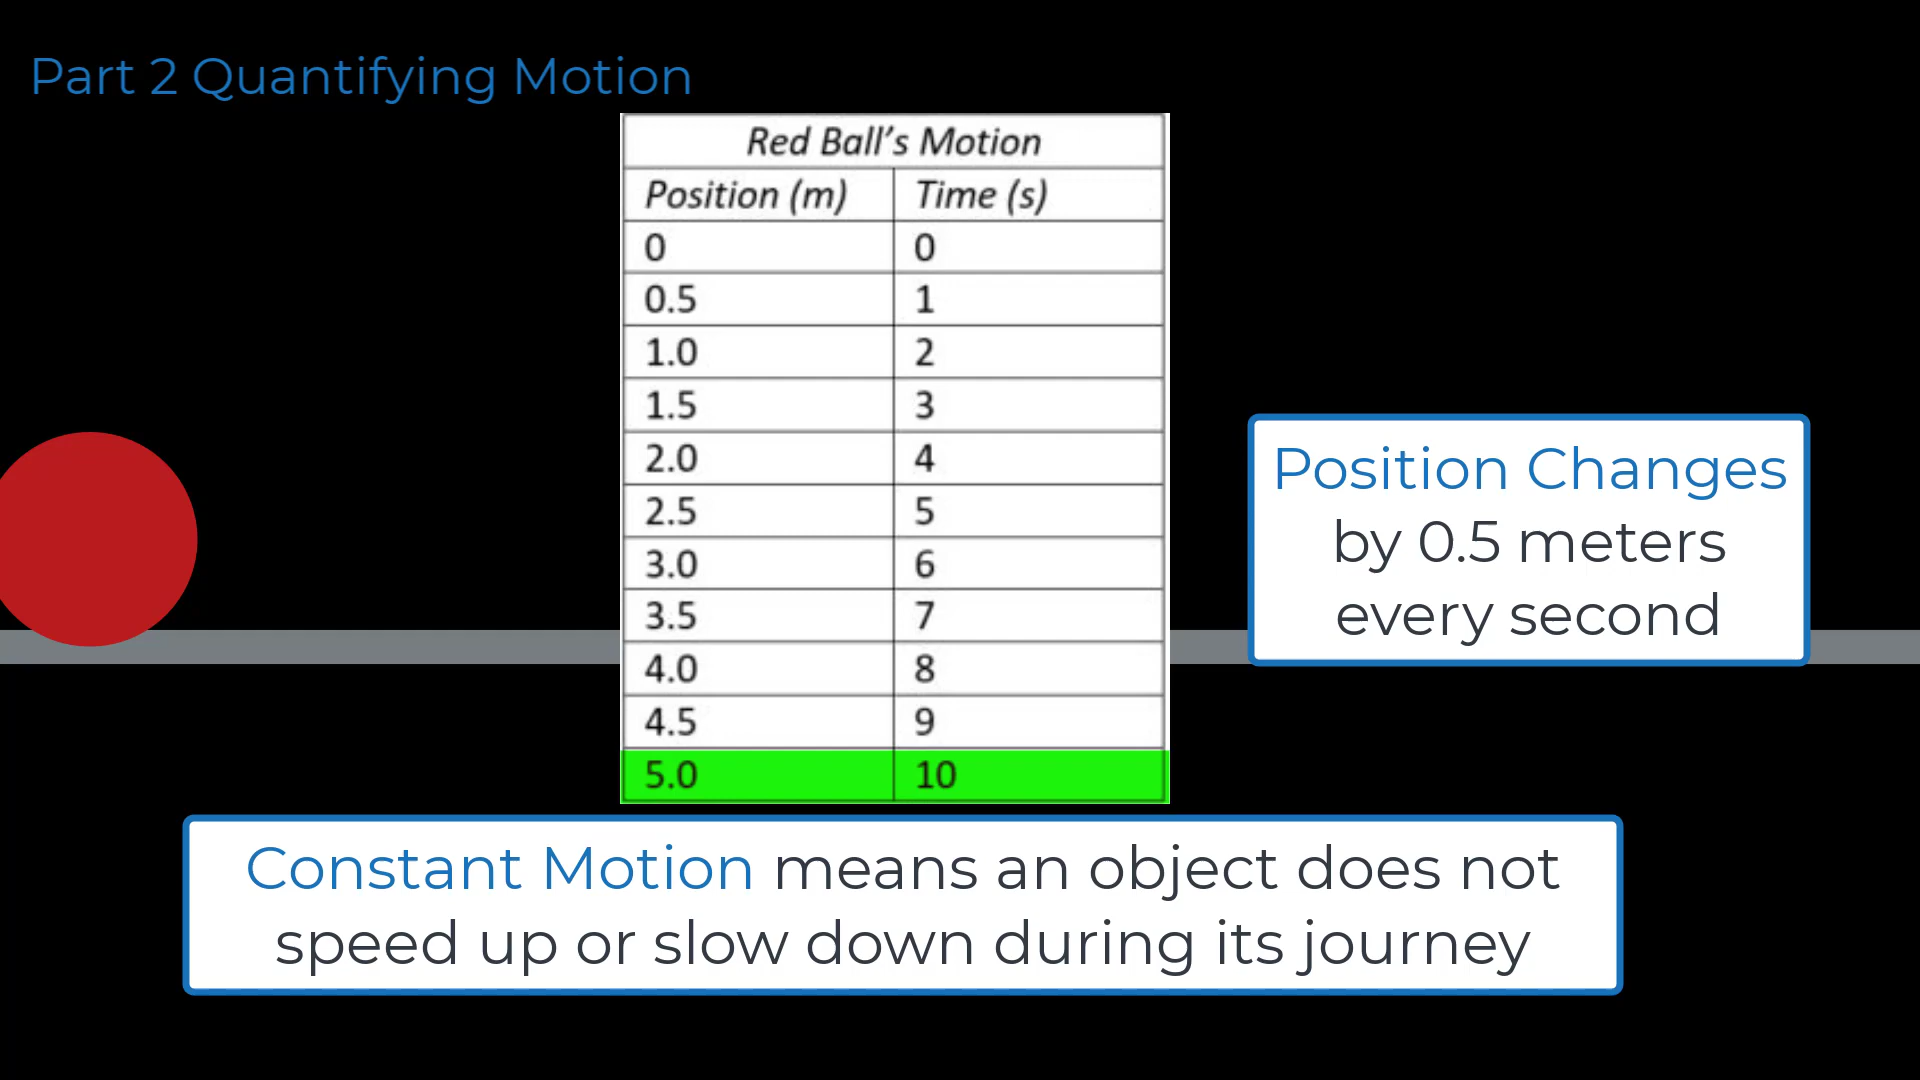 Part 2 Quantifying Motion
Red Ball's Motion
Position (m) Time (s)
0 0
0.5 1
1.0 2
1.5 3
2.0 4
2.5 5
3.0 6
3.5 7
4.0 8
4.5 9
5.0 10
Position Changes
by 0.5 meters
every second
Constant Motion means an object does not
speed up or slow down during its journey